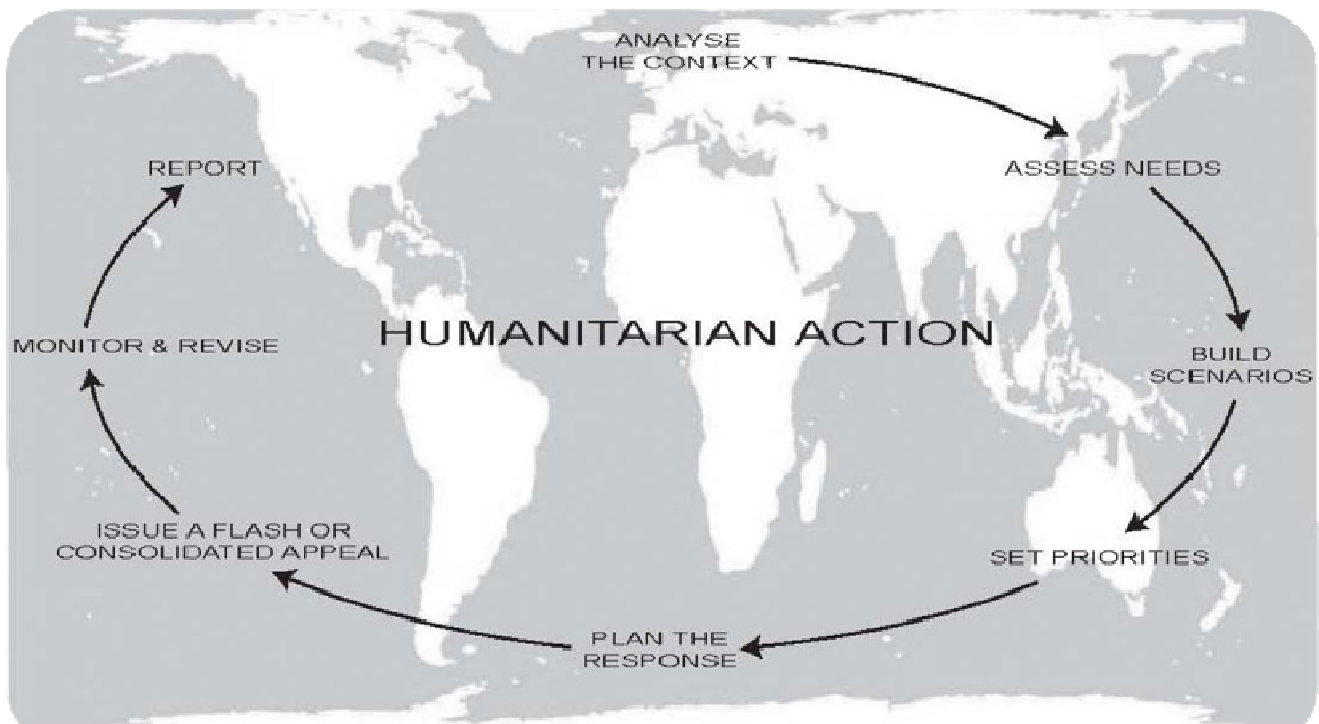 ANALYSE
THE CONTEXT
ASSESS NEEDS
BUILD
SCENARIOS
SET PRIORITIES
PLAN THE
RESPONSE
ISSUE A FLASH OR
CONSOLIDATED APPEAL
MONITOR & REVISE
REPORT
HUMANITARIAN ACTION